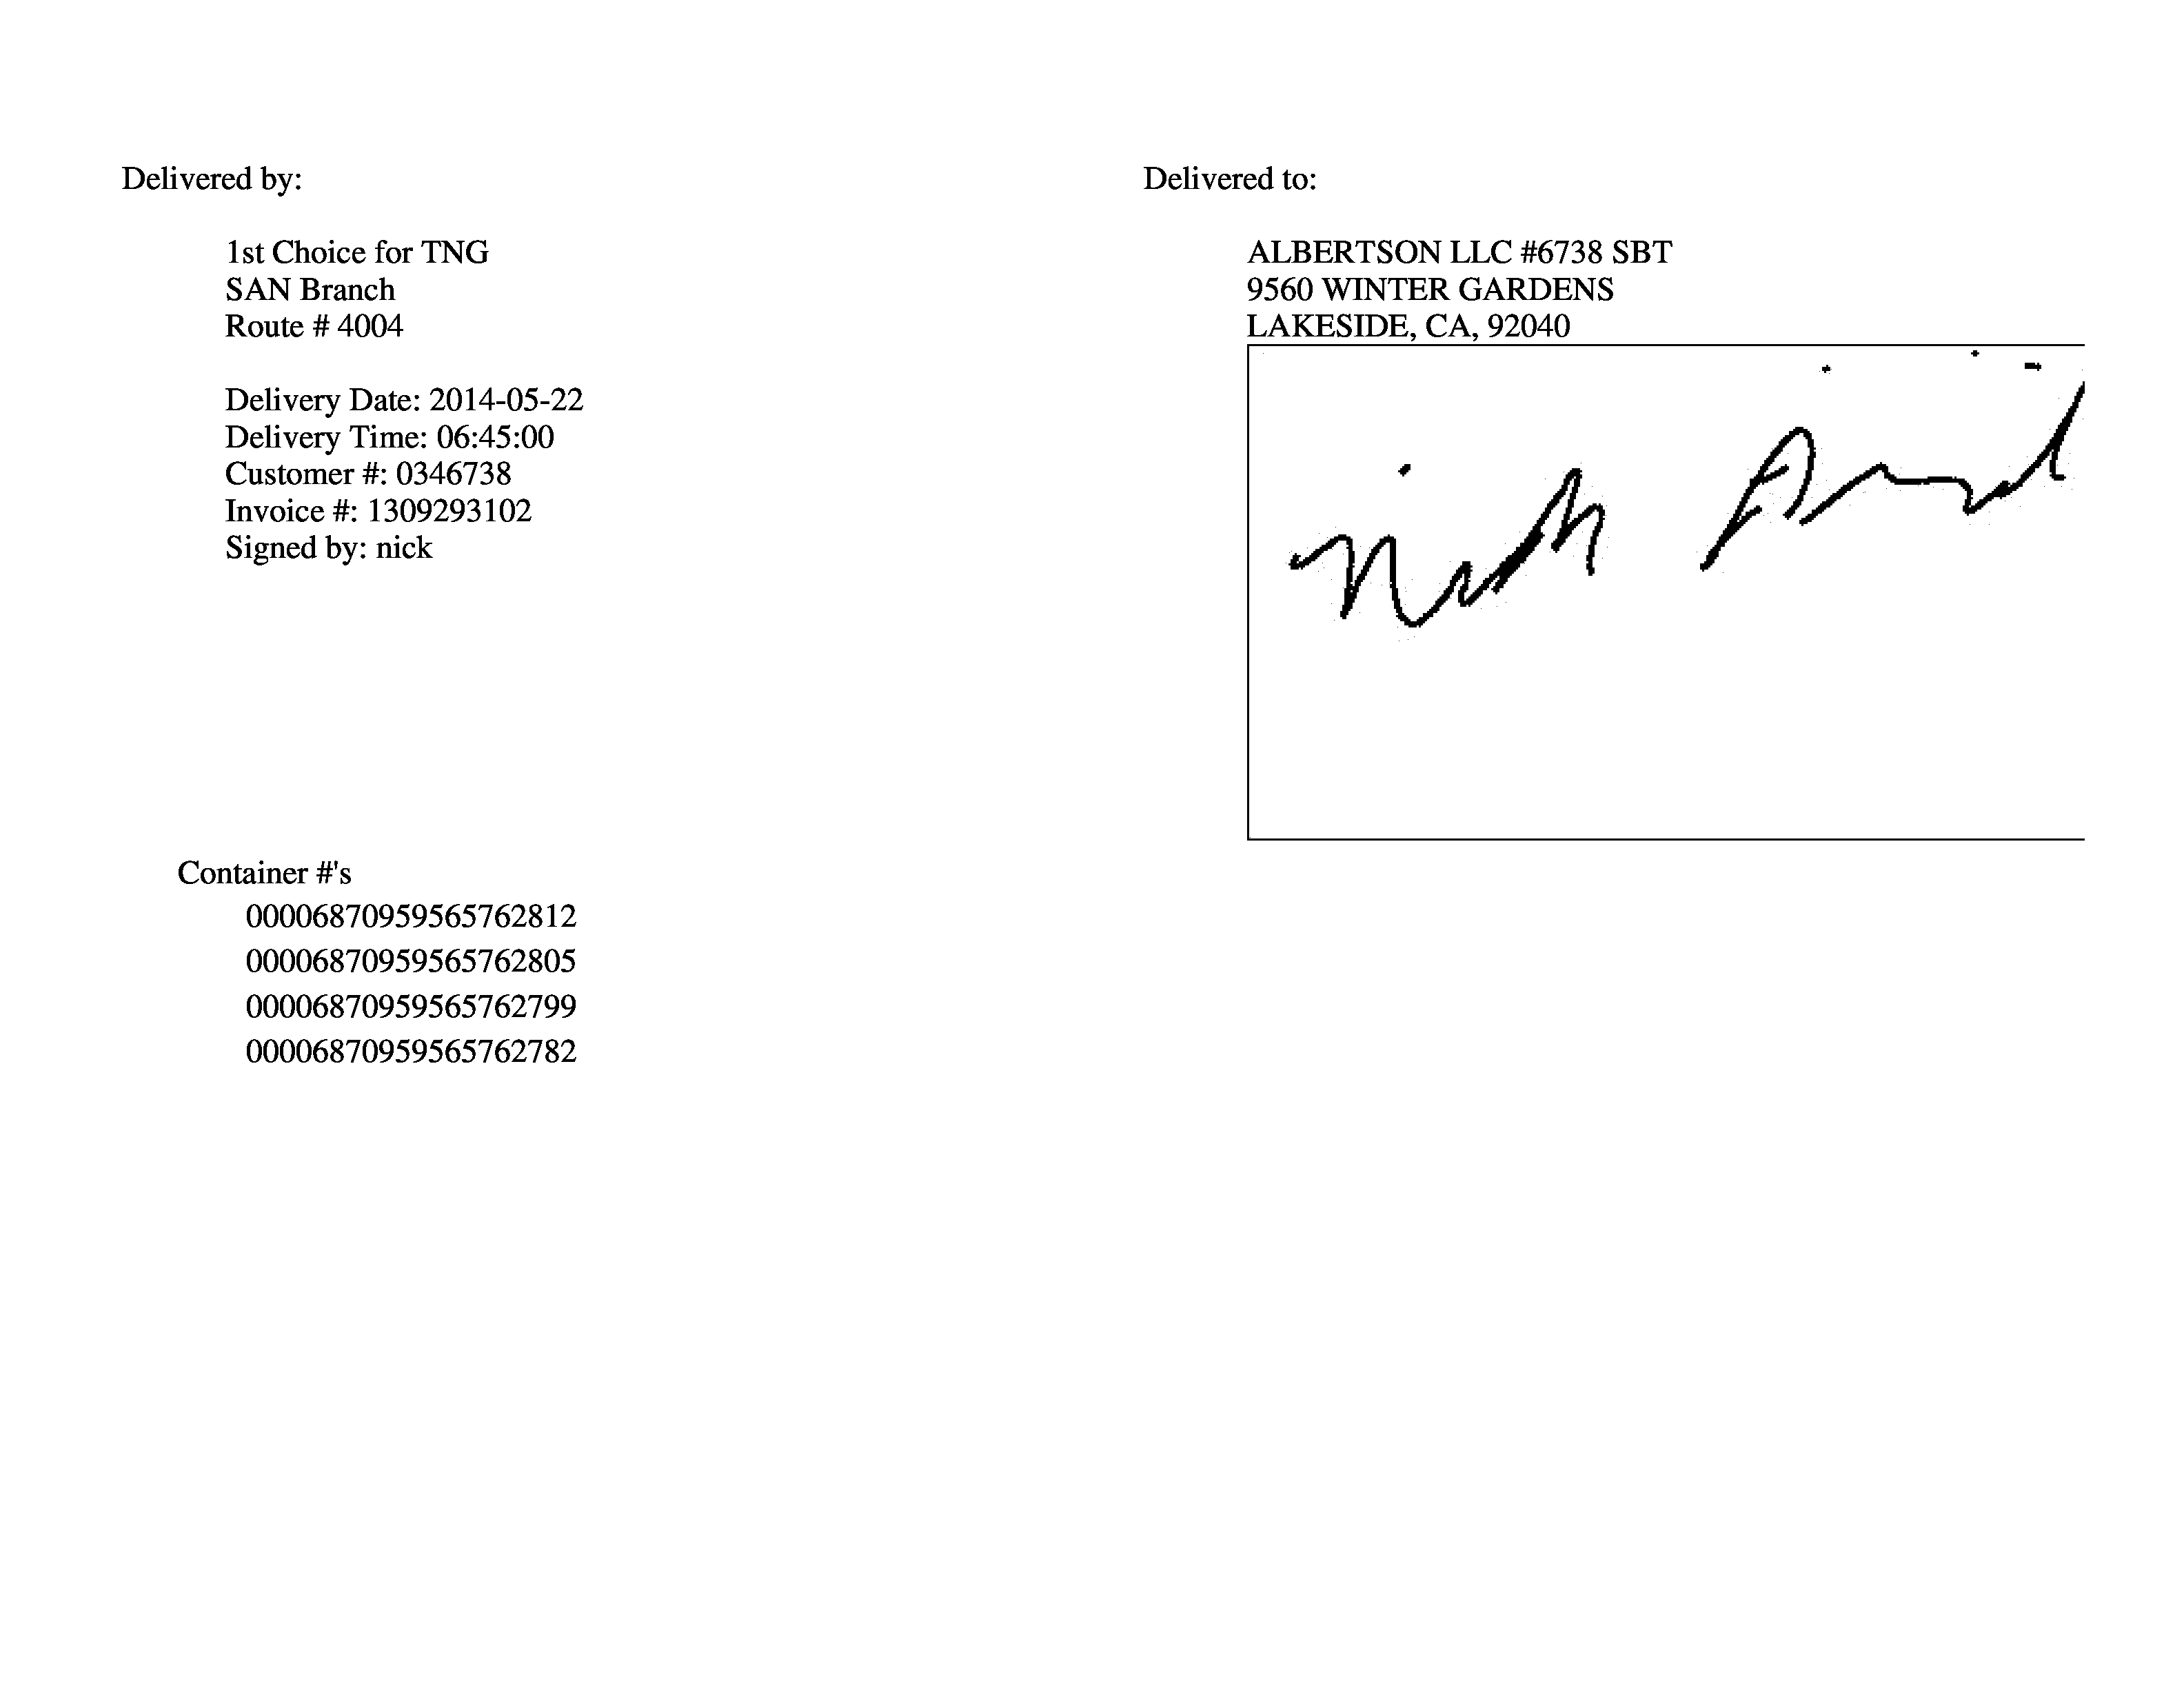 Delivered by:
1st Choice for TNG
SAN Branch
Route # 4004
Delivery Date: 2014-05-22
Delivery Time: 06:45:00
Customer #: 0346738
Invoice #: 1309293102
Signed by: nick
Delivered to:
ALBERTSON LLC #6738 SBT
9560 WINTER GARDENS
LAKESIDE, CA, 92040
Nick
Container #'s
00006870959565762812
00006870959565762805
00006870959565762799
00006870959565762782